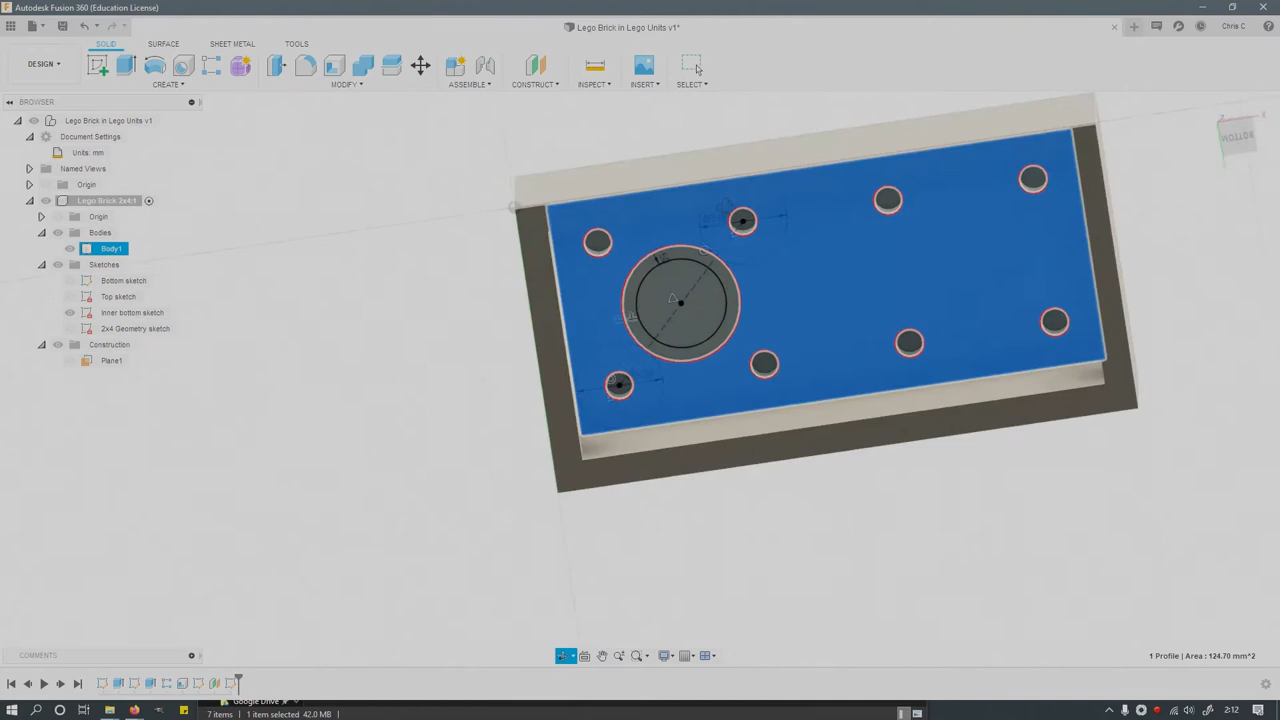 Autodesk Fusion 360 (Education License)
Lego Brick in Lego Units v1*
Chris C
SOLID
SURFACE
SHEET METAL
TOOLS
DESIGN
CREATE
MODIFY
ASSEMBLE
CONSTRUCT
INSPECT
INSERT
SELECT
BROWSER
Lego Brick in Lego Units v1
Document Settings
Units: mm
Named Views
Origin
Lego Brick 2x4:1
Origin
Bodies
Body1
Sketches
Bottom sketch
Top sketch
Inner bottom sketch
2x4 Geometry sketch
Construction
Plane1
BOTTOM
X
COMMENTS
1 Profile | Area : 124.70 mm^2
Google Drive
7 items
1 item selected 42.0 MB
2:12